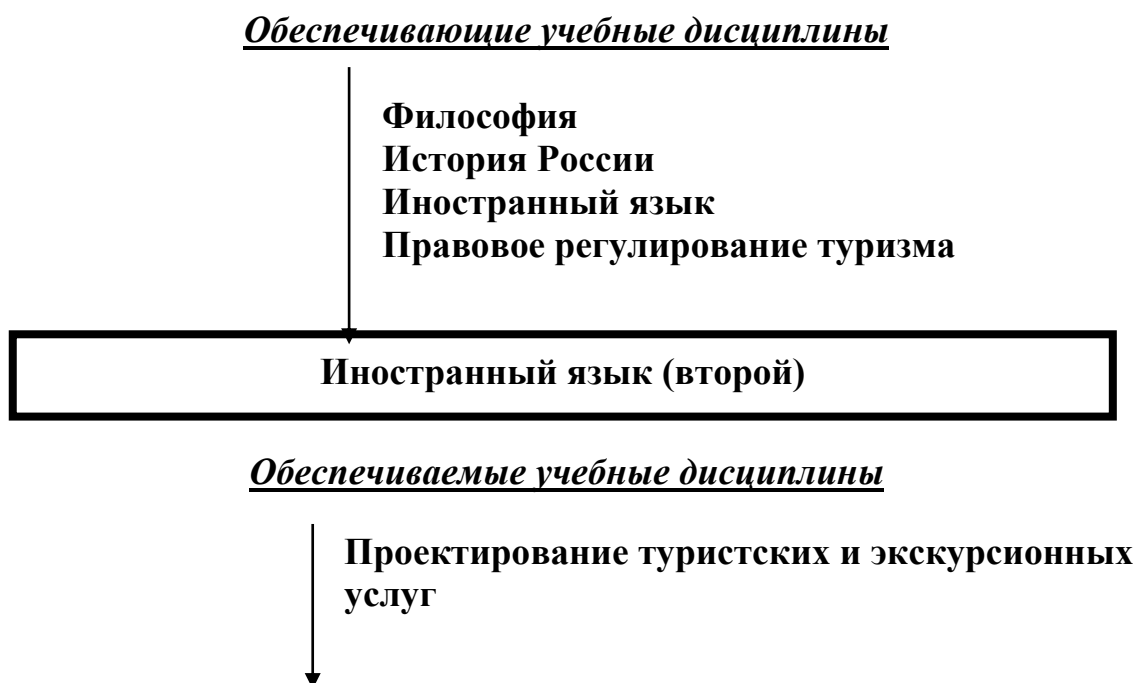 Обеспечивающие учебные дисциплины
Философия
История России
Иностранный язык
Правовое регулирование туризма
Иностранный язык (второй)
Обеспечиваемые учебные дисциплины
Проектирование туристских и экскурсионных
услуг